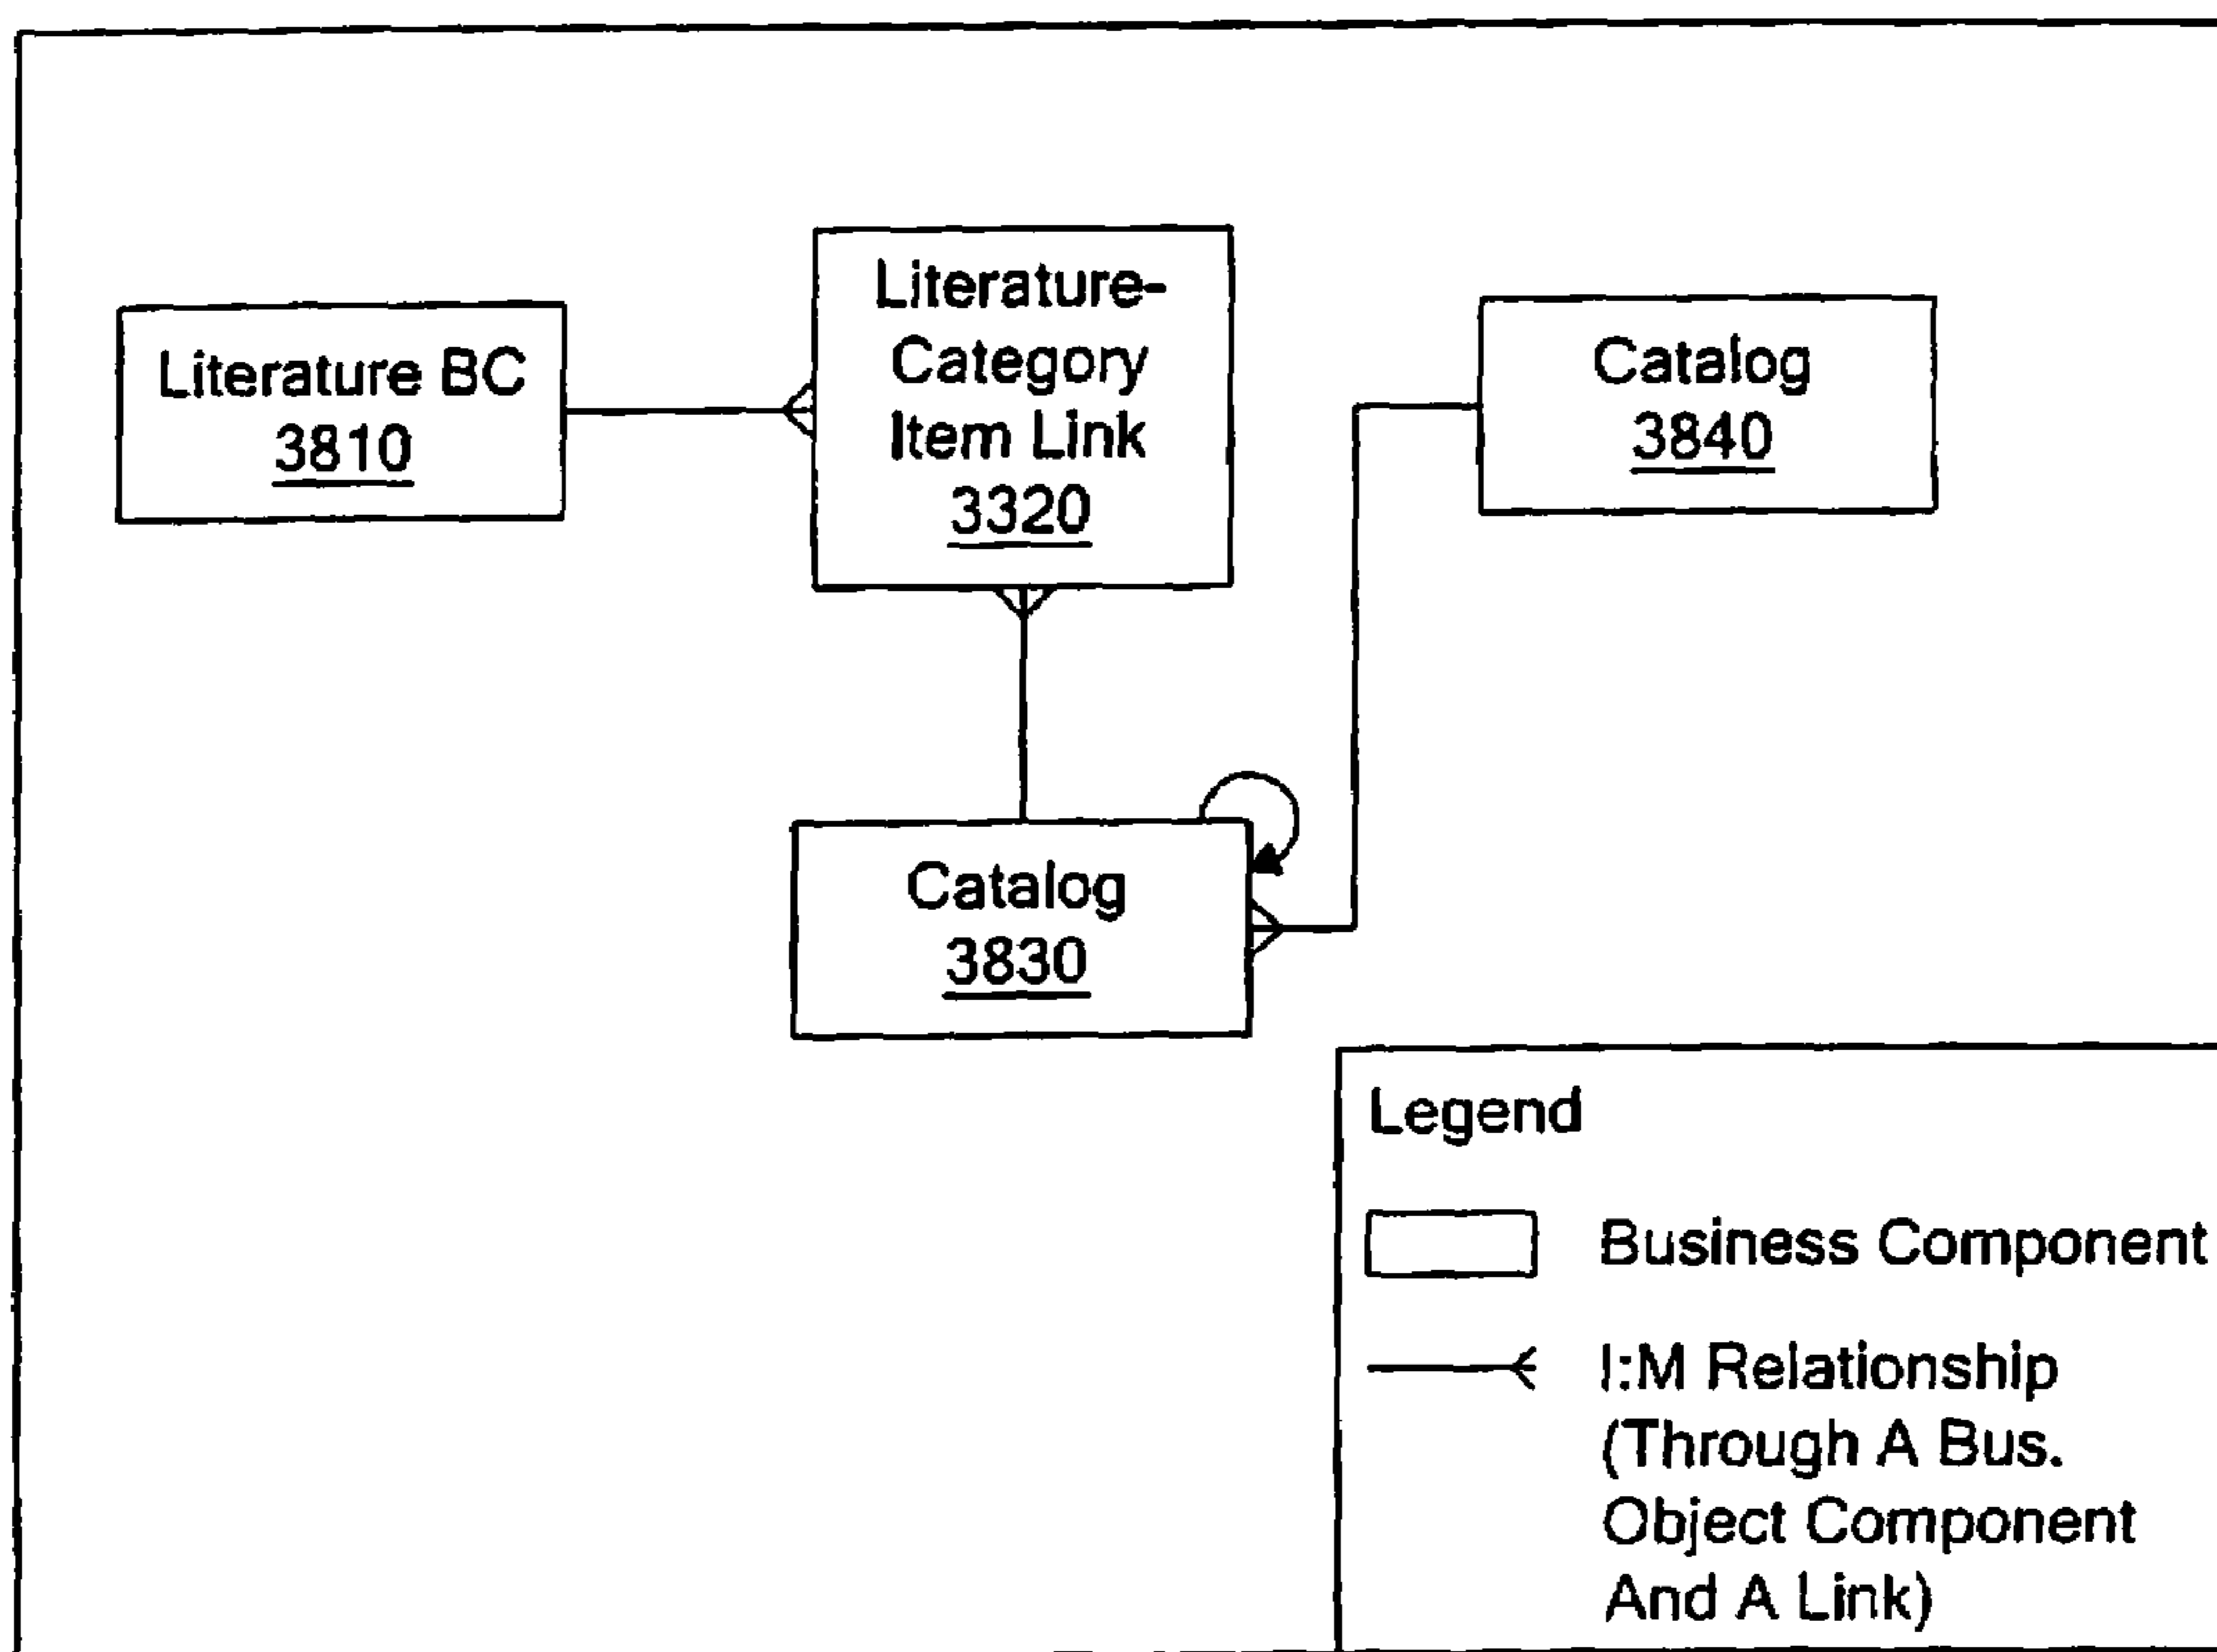 Literature BC
3810
Literature-
Category
Item Link
3320
Catalog
3840
Catalog
3830
Legend
Business Component
I:M Relationship
(Through A Bus.
Object Component
And A Link)